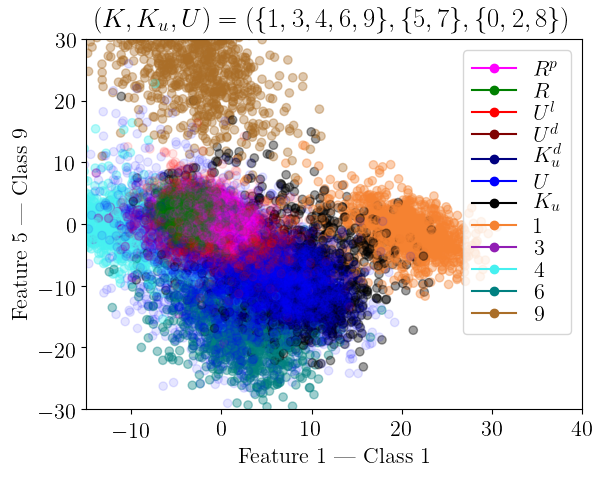 (K, K_u, U) = ({1, 3, 4, 6, 9}, {5, 7}, {0, 2, 8})
30
20
10
0
−10
−20
−30
Feature 5 — Class 9
R^p
R
U^l
U^d
K_u^d
U
K_u
1
3
4
6
9
−10
0
10
20
30
40
Feature 1 — Class 1